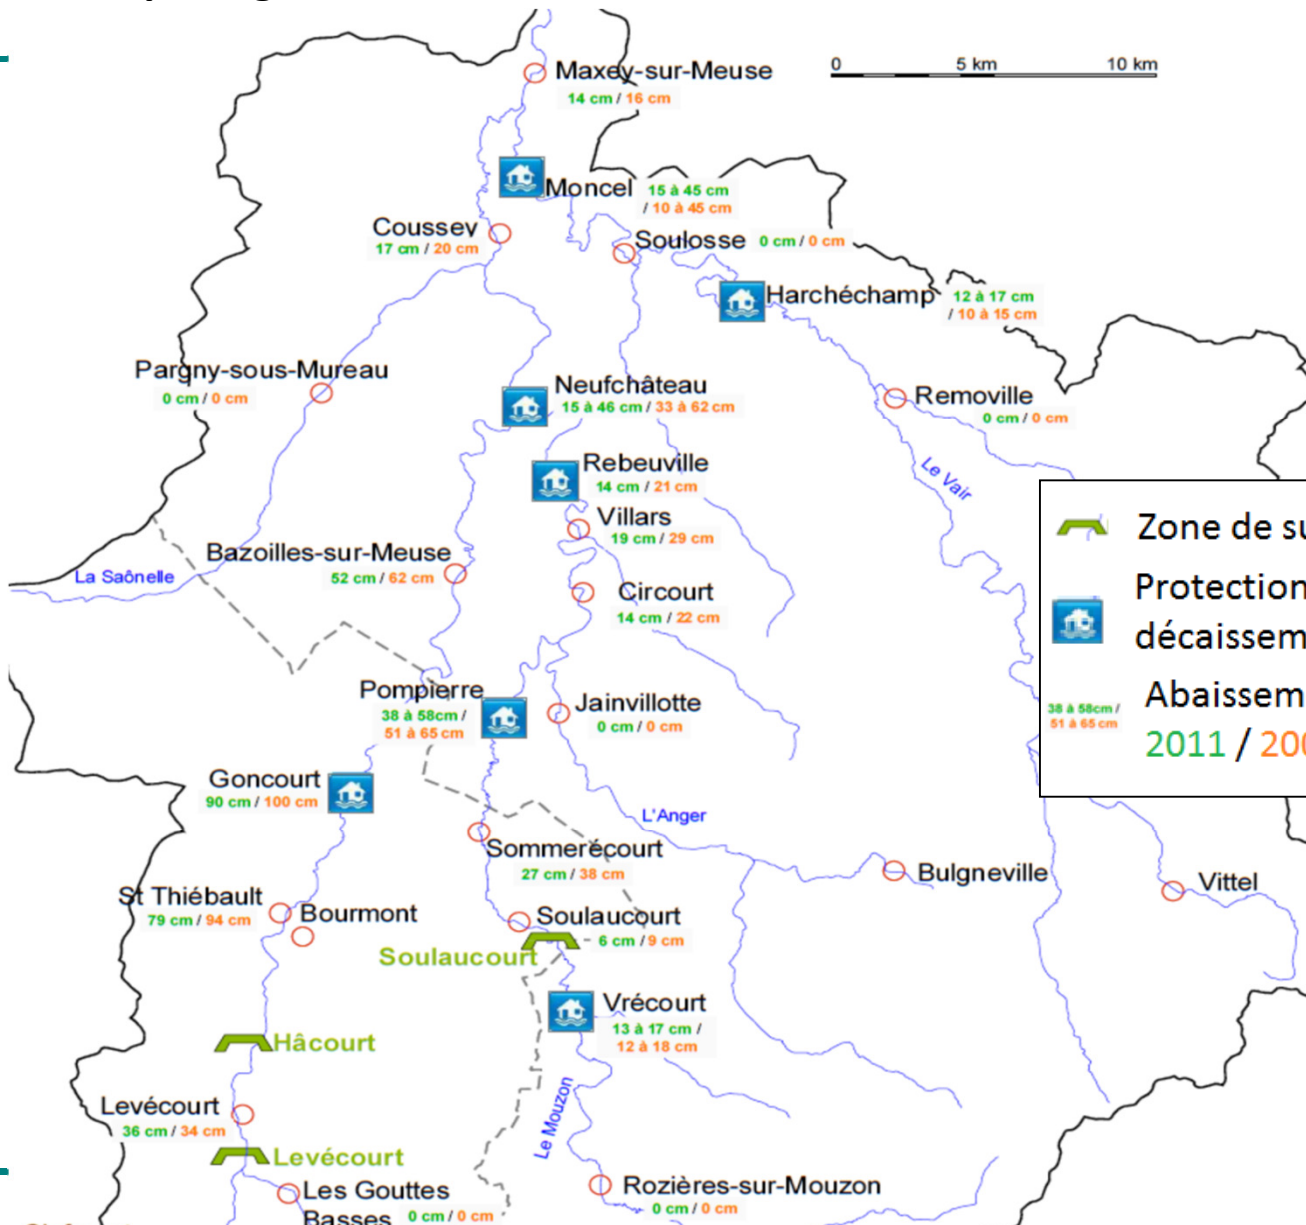 0 5 km 10 km
Maxey-sur-Meuse
14 cm / 16 cm
Moncel 15 à 45 cm
/ 10 à 45 cm
Coussey
17 cm / 20 cm
Soulosse 0 cm / 0 cm
Harchéchamp 12 à 17 cm
/ 10 à 15 cm
Pargny-sous-Mureau
0 cm / 0 cm
Neufchâteau
15 à 46 cm / 33 à 62 cm
Removille
0 cm / 0 cm
Rebeuville
14 cm / 21 cm
Le Vair
Villars
19 cm / 29 cm
Zone de su
Bazoilles-sur-Meuse
52 cm / 62 cm
La Saônelle
Circourt
14 cm / 22 cm
Protection
décaissem
Pompierre
38 à 58cm /
51 à 65 cm
Jainvillotte
0 cm / 0 cm
Abaissem
38 à 58cm /
51 à 65 cm
2011 / 200
Goncourt
90 cm / 100 cm
L'Anger
Sommerécourt
27 cm / 38 cm
Bulgneville
Vittel
St Thiébault
79 cm / 94 cm
Bourmont
Soulaucourt
- 6 cm / 9 cm
Soulaucourt
Vrécourt
13 à 17 cm /
12 à 18 cm
Hâcourt
Levécourt
36 cm / 34 cm
Le Mouzon
Levécourt
Les Gouttes
Basses 0 cm / 0 cm
Rozières-sur-Mouzon
0 cm / 0 cm